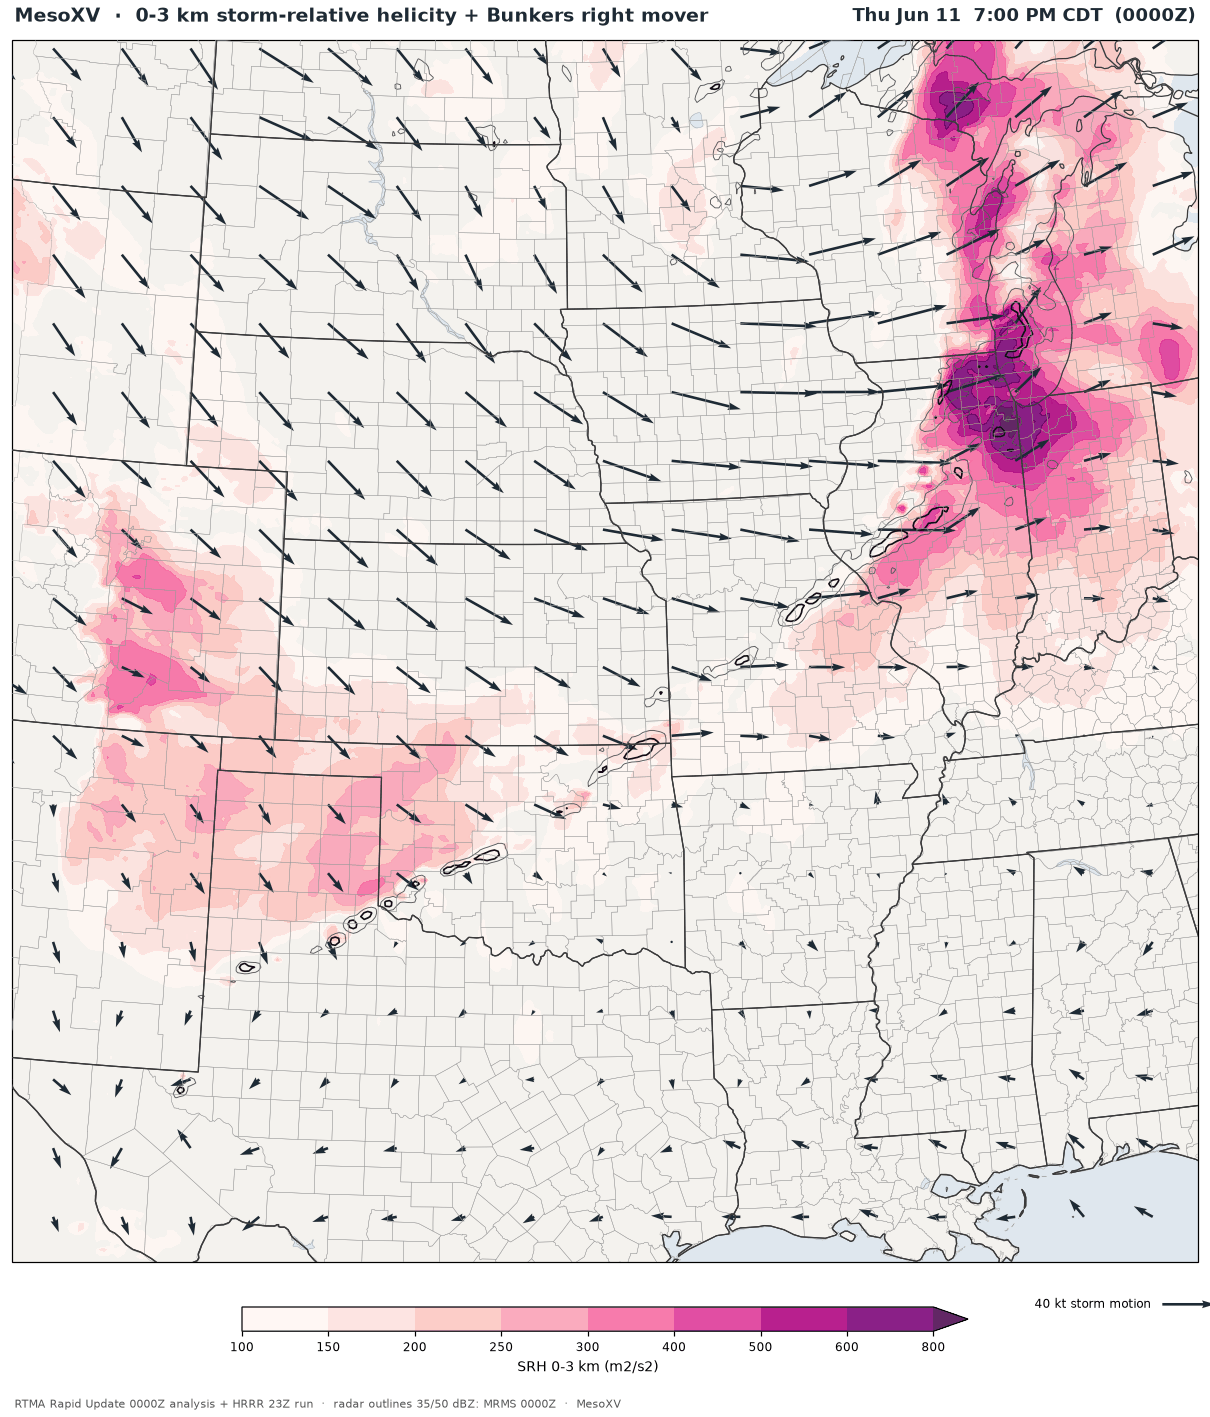 MesoXV · 0-3 km storm-relative helicity + Bunkers right mover
Thu Jun 11 7:00 PM CDT (0000Z)
40 kt storm motion
100 150 200 250 300 400 500 600 800
SRH 0-3 km (m2/s2)
RTMA Rapid Update 0000Z analysis + HRRR 23Z run · radar outlines 35/50 dBZ: MRMS 0000Z · MesoXV